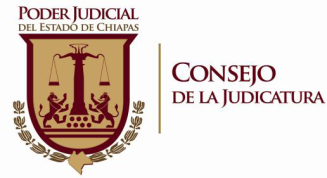 PODER JUDICIAL
DEL ESTADO DE CHIAPAS
CONSEJO
DE LA JUDICATURA